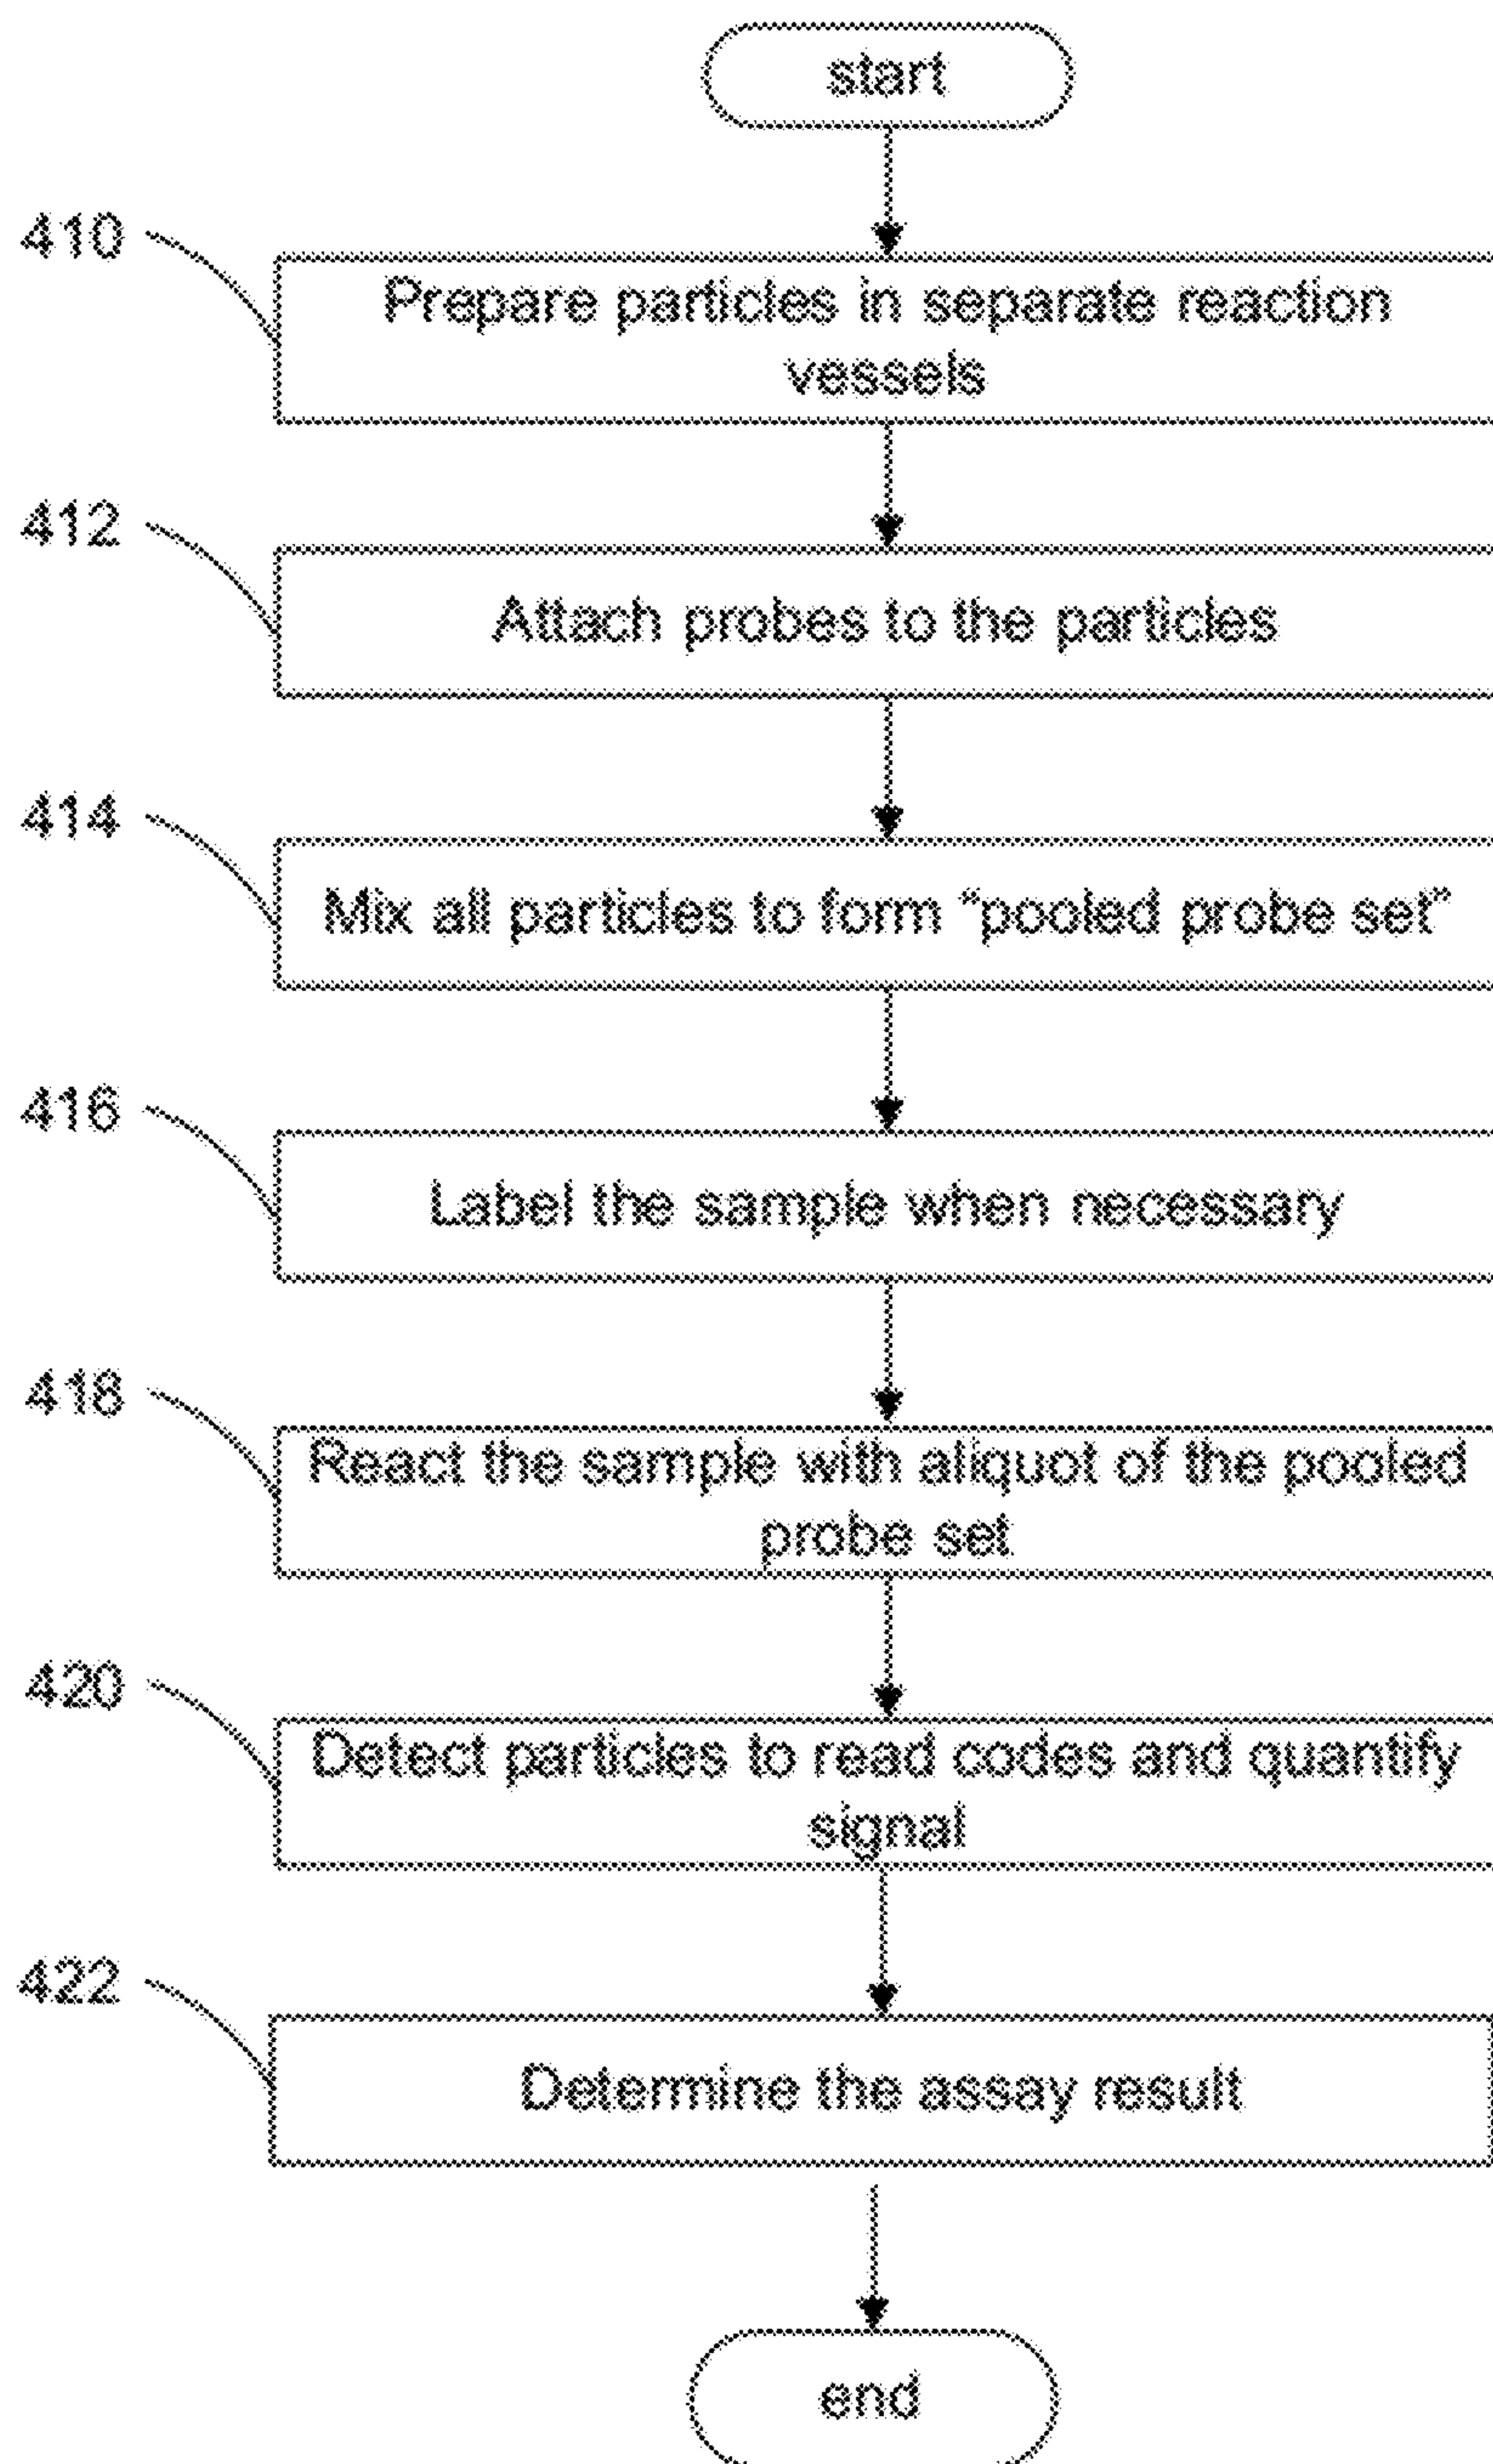 start
410
Prepare particles in separate reaction
vessels
412
Attach probes to the particles
414
Mix all particles to form “pooled probe set”
416
Label the sample when necessary
418
React the sample with aliquot of the pooled
probe set
420
Detect particles to read codes and quantify
signal
422
Determine the assay result
end